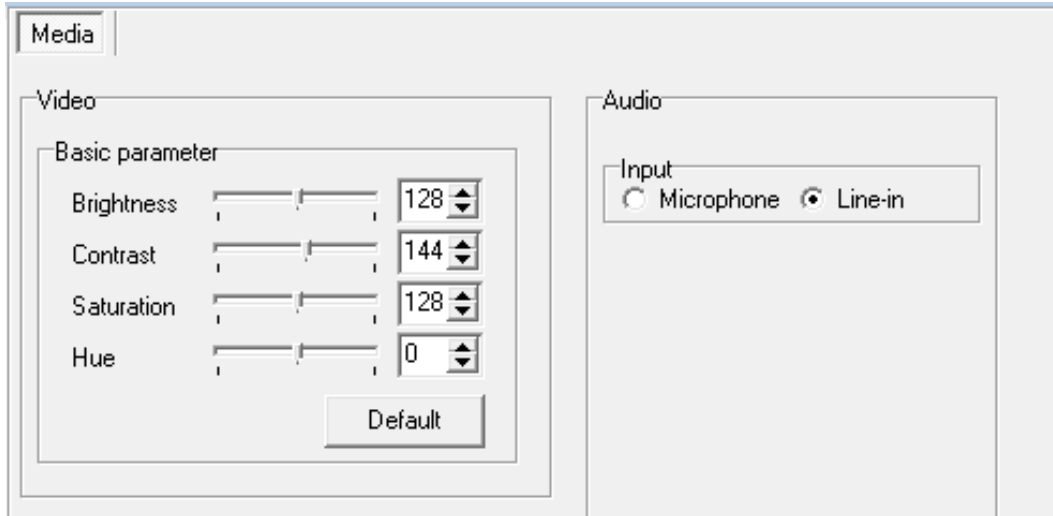 Media
Video
Basic parameter
Brightness 128
Contrast 144
Saturation 128
Hue 0
Default
Audio
Input
Microphone Line-in